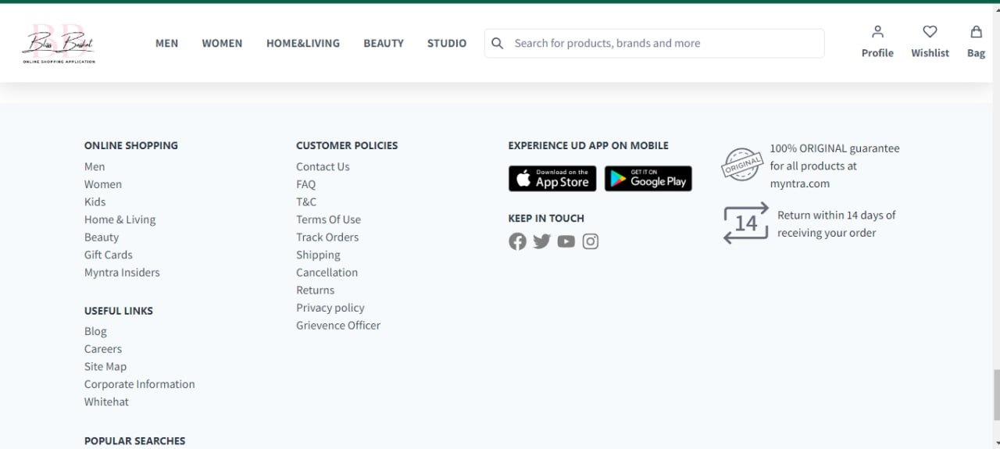 BB
Bliss Basket
ONLINE SHOPPING APPLICATION
MEN WOMEN HOME&LIVING BEAUTY STUDIO
Search for products, brands and more
Profile Wishlist Bag
ONLINE SHOPPING
Men
Women
Kids
Home & Living
Beauty
Gift Cards
Myntra Insiders
USEFUL LINKS
Blog
Careers
Site Map
Corporate Information
Whitehat
POPULAR SEARCHES
CUSTOMER POLICIES
Contact Us
FAQ
T&C
Terms Of Use
Track Orders
Shipping
Cancellation
Returns
Privacy policy
Grievence Officer
EXPERIENCE UD APP ON MOBILE
Download on the
App Store
GET IT ON
Google Play
KEEP IN TOUCH
ORIGINAL
100% ORIGINAL guarantee
for all products at
myntra.com
14
Return within 14 days of
receiving your order